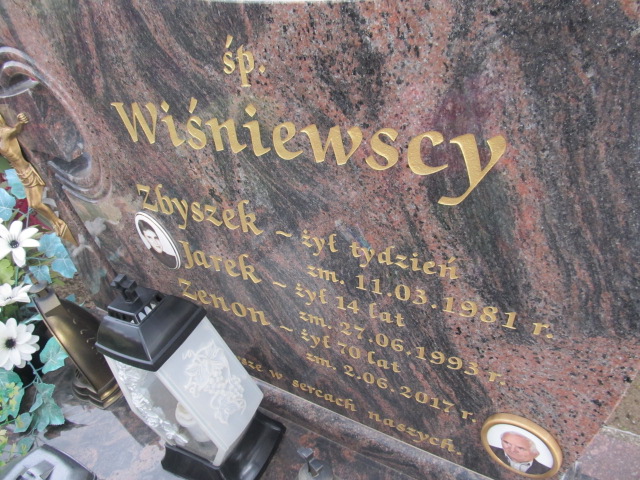 śp.
Wiśniewscy
Zbyszek – żył tydzień
zm. 11.03.1981 r.
Jarek – żył 14 lat
zm. 27.06.1993 r.
Zenon – żył 70 lat
zm. 2.06.2017 r.
w sercach naszych.